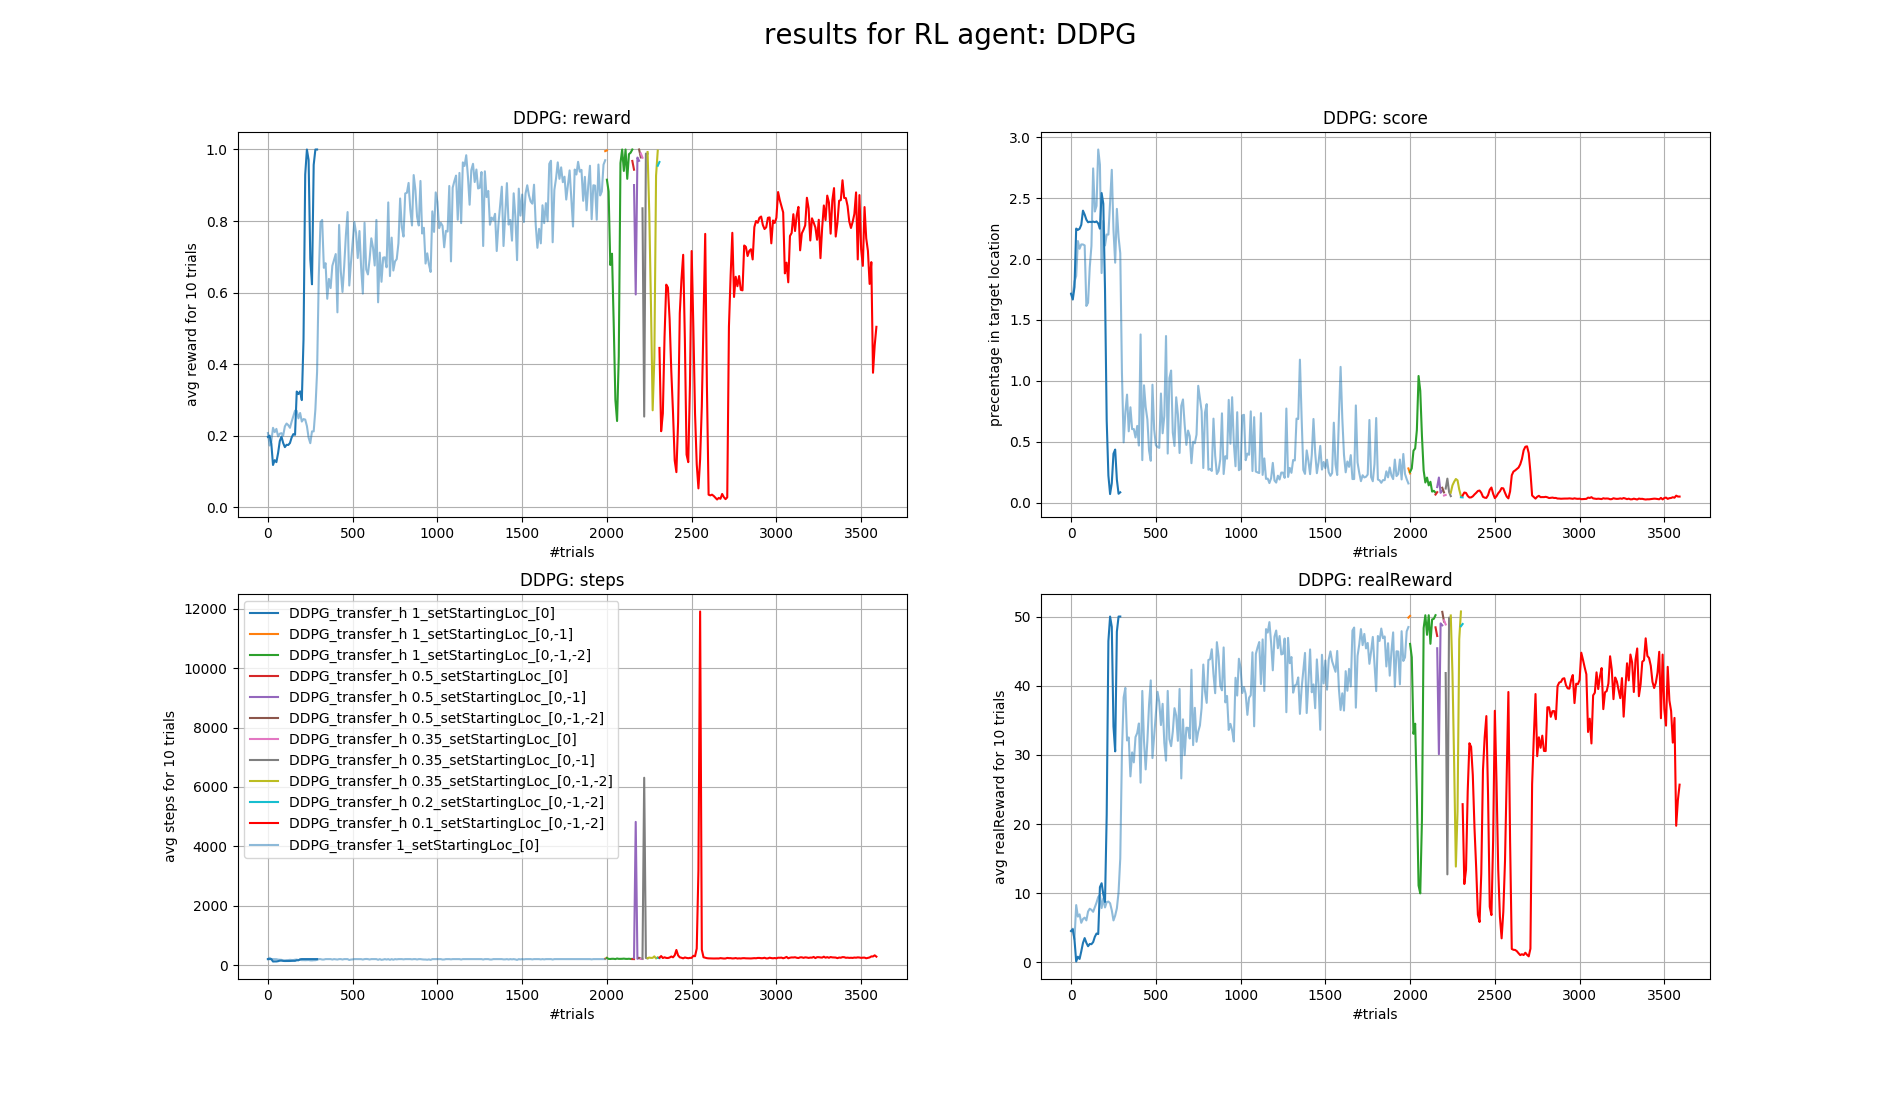 results for RL agent: DDPG
DDPG: reward
avg reward for 10 trials
1.0
0.8
0.6
0.4
0.2
0.0
0 500 1000 1500 2000 2500 3000 3500
#trials
DDPG: score
precentage in target location
3.0
2.5
2.0
1.5
1.0
0.5
0.0
0 500 1000 1500 2000 2500 3000 3500
#trials
DDPG: steps
avg steps for 10 trials
12000
10000
8000
6000
4000
2000
0
DDPG_transfer_h 1_setStartingLoc_[0]
DDPG_transfer_h 1_setStartingLoc_[0,-1]
DDPG_transfer_h 1_setStartingLoc_[0,-1,-2]
DDPG_transfer_h 0.5_setStartingLoc_[0]
DDPG_transfer_h 0.5_setStartingLoc_[0,-1]
DDPG_transfer_h 0.5_setStartingLoc_[0,-1,-2]
DDPG_transfer_h 0.35_setStartingLoc_[0]
DDPG_transfer_h 0.35_setStartingLoc_[0,-1]
DDPG_transfer_h 0.35_setStartingLoc_[0,-1,-2]
DDPG_transfer_h 0.2_setStartingLoc_[0,-1,-2]
DDPG_transfer_h 0.1_setStartingLoc_[0,-1,-2]
DDPG_transfer 1_setStartingLoc_[0]
0 500 1000 1500 2000 2500 3000 3500
#trials
DDPG: realReward
avg realReward for 10 trials
50
40
30
20
10
0
0 500 1000 1500 2000 2500 3000 3500
#trials